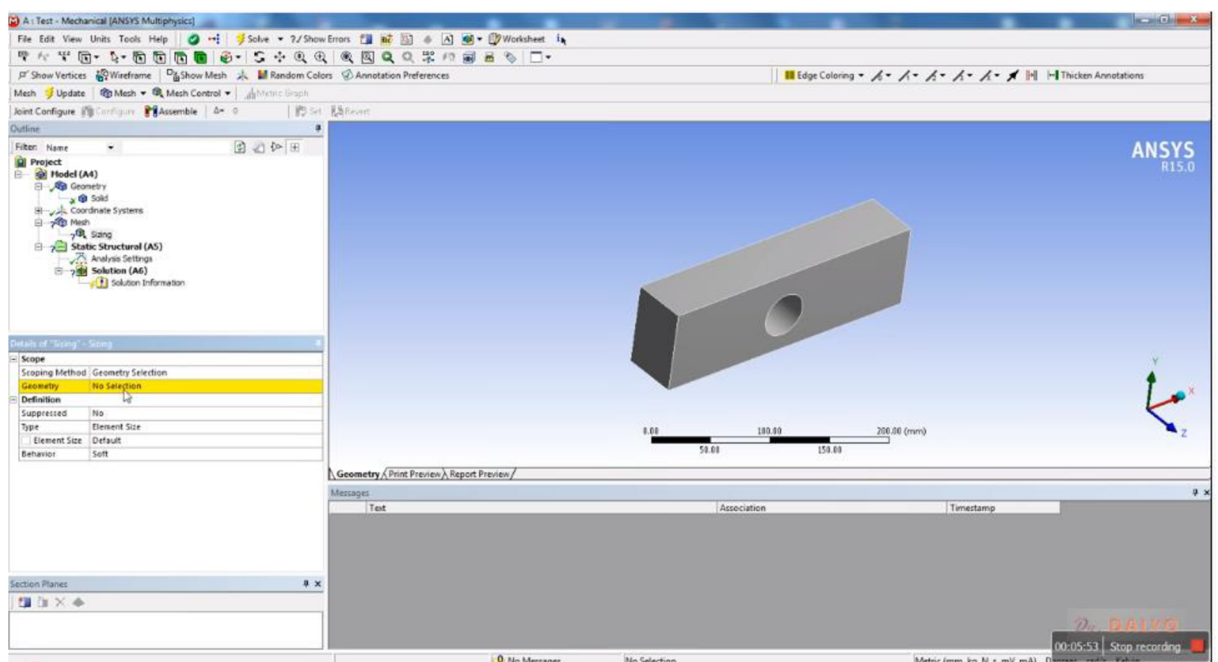 A : Test - Mechanical [ANSYS Multiphysics]
File Edit View Units Tools Help Solve ?/ Show Errors Worksheet
Show Vertices Wireframe Show Mesh Random Colors Annotation Preferences Edge Coloring Thicken Annotations
Mesh Update Mesh Mesh Control Metric Graph
Joint Configure Configure Assemble 0 Set Revert
Outline
Filter: Name
Project
Model (A4)
Geometry
Solid
Coordinate Systems
Mesh
Sizing
Static Structural (A5)
Analysis Settings
Solution (A6)
Solution Information
Details of "Sizing" - Sizing
Scope
Scoping Method Geometry Selection
Geometry No Selection
Definition
Suppressed No
Type Element Size
Element Size Default
Behavior Soft
Section Planes
ANSYS
R15.0
Y
X
Z
0.00 100.00 200.00 (mm)
50.00 150.00
Geometry Print Preview Report Preview
Messages
Text Association Timestamp
00:05:53 Stop recording
No Messages No Selection